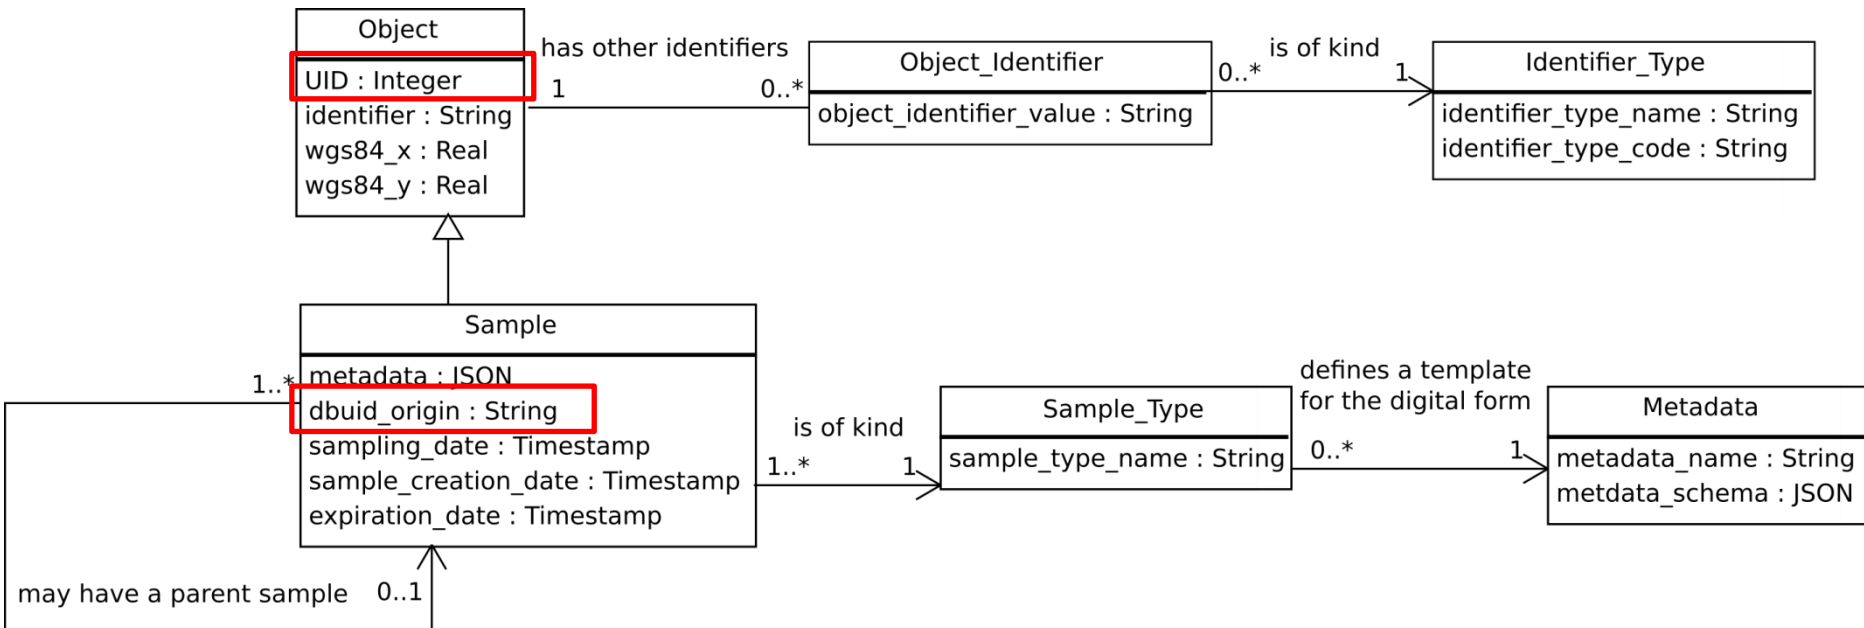 Object
UID : Integer
identifier : String
wgs84_x : Real
wgs84_y : Real
has other identifiers
1
0..*
Object_Identifier
object_identifier_value : String
is of kind
0..*
1
Identifier_Type
identifier_type_name : String
identifier_type_code : String
Sample
metadata : JSON
dbuid_origin : String
sampling_date : Timestamp
sample_creation_date : Timestamp
expiration_date : Timestamp
1..*
may have a parent sample
0..1
is of kind
1..*
1
Sample_Type
sample_type_name : String
defines a template
for the digital form
0..*
1
Metadata
metadata_name : String
metdata_schema : JSON